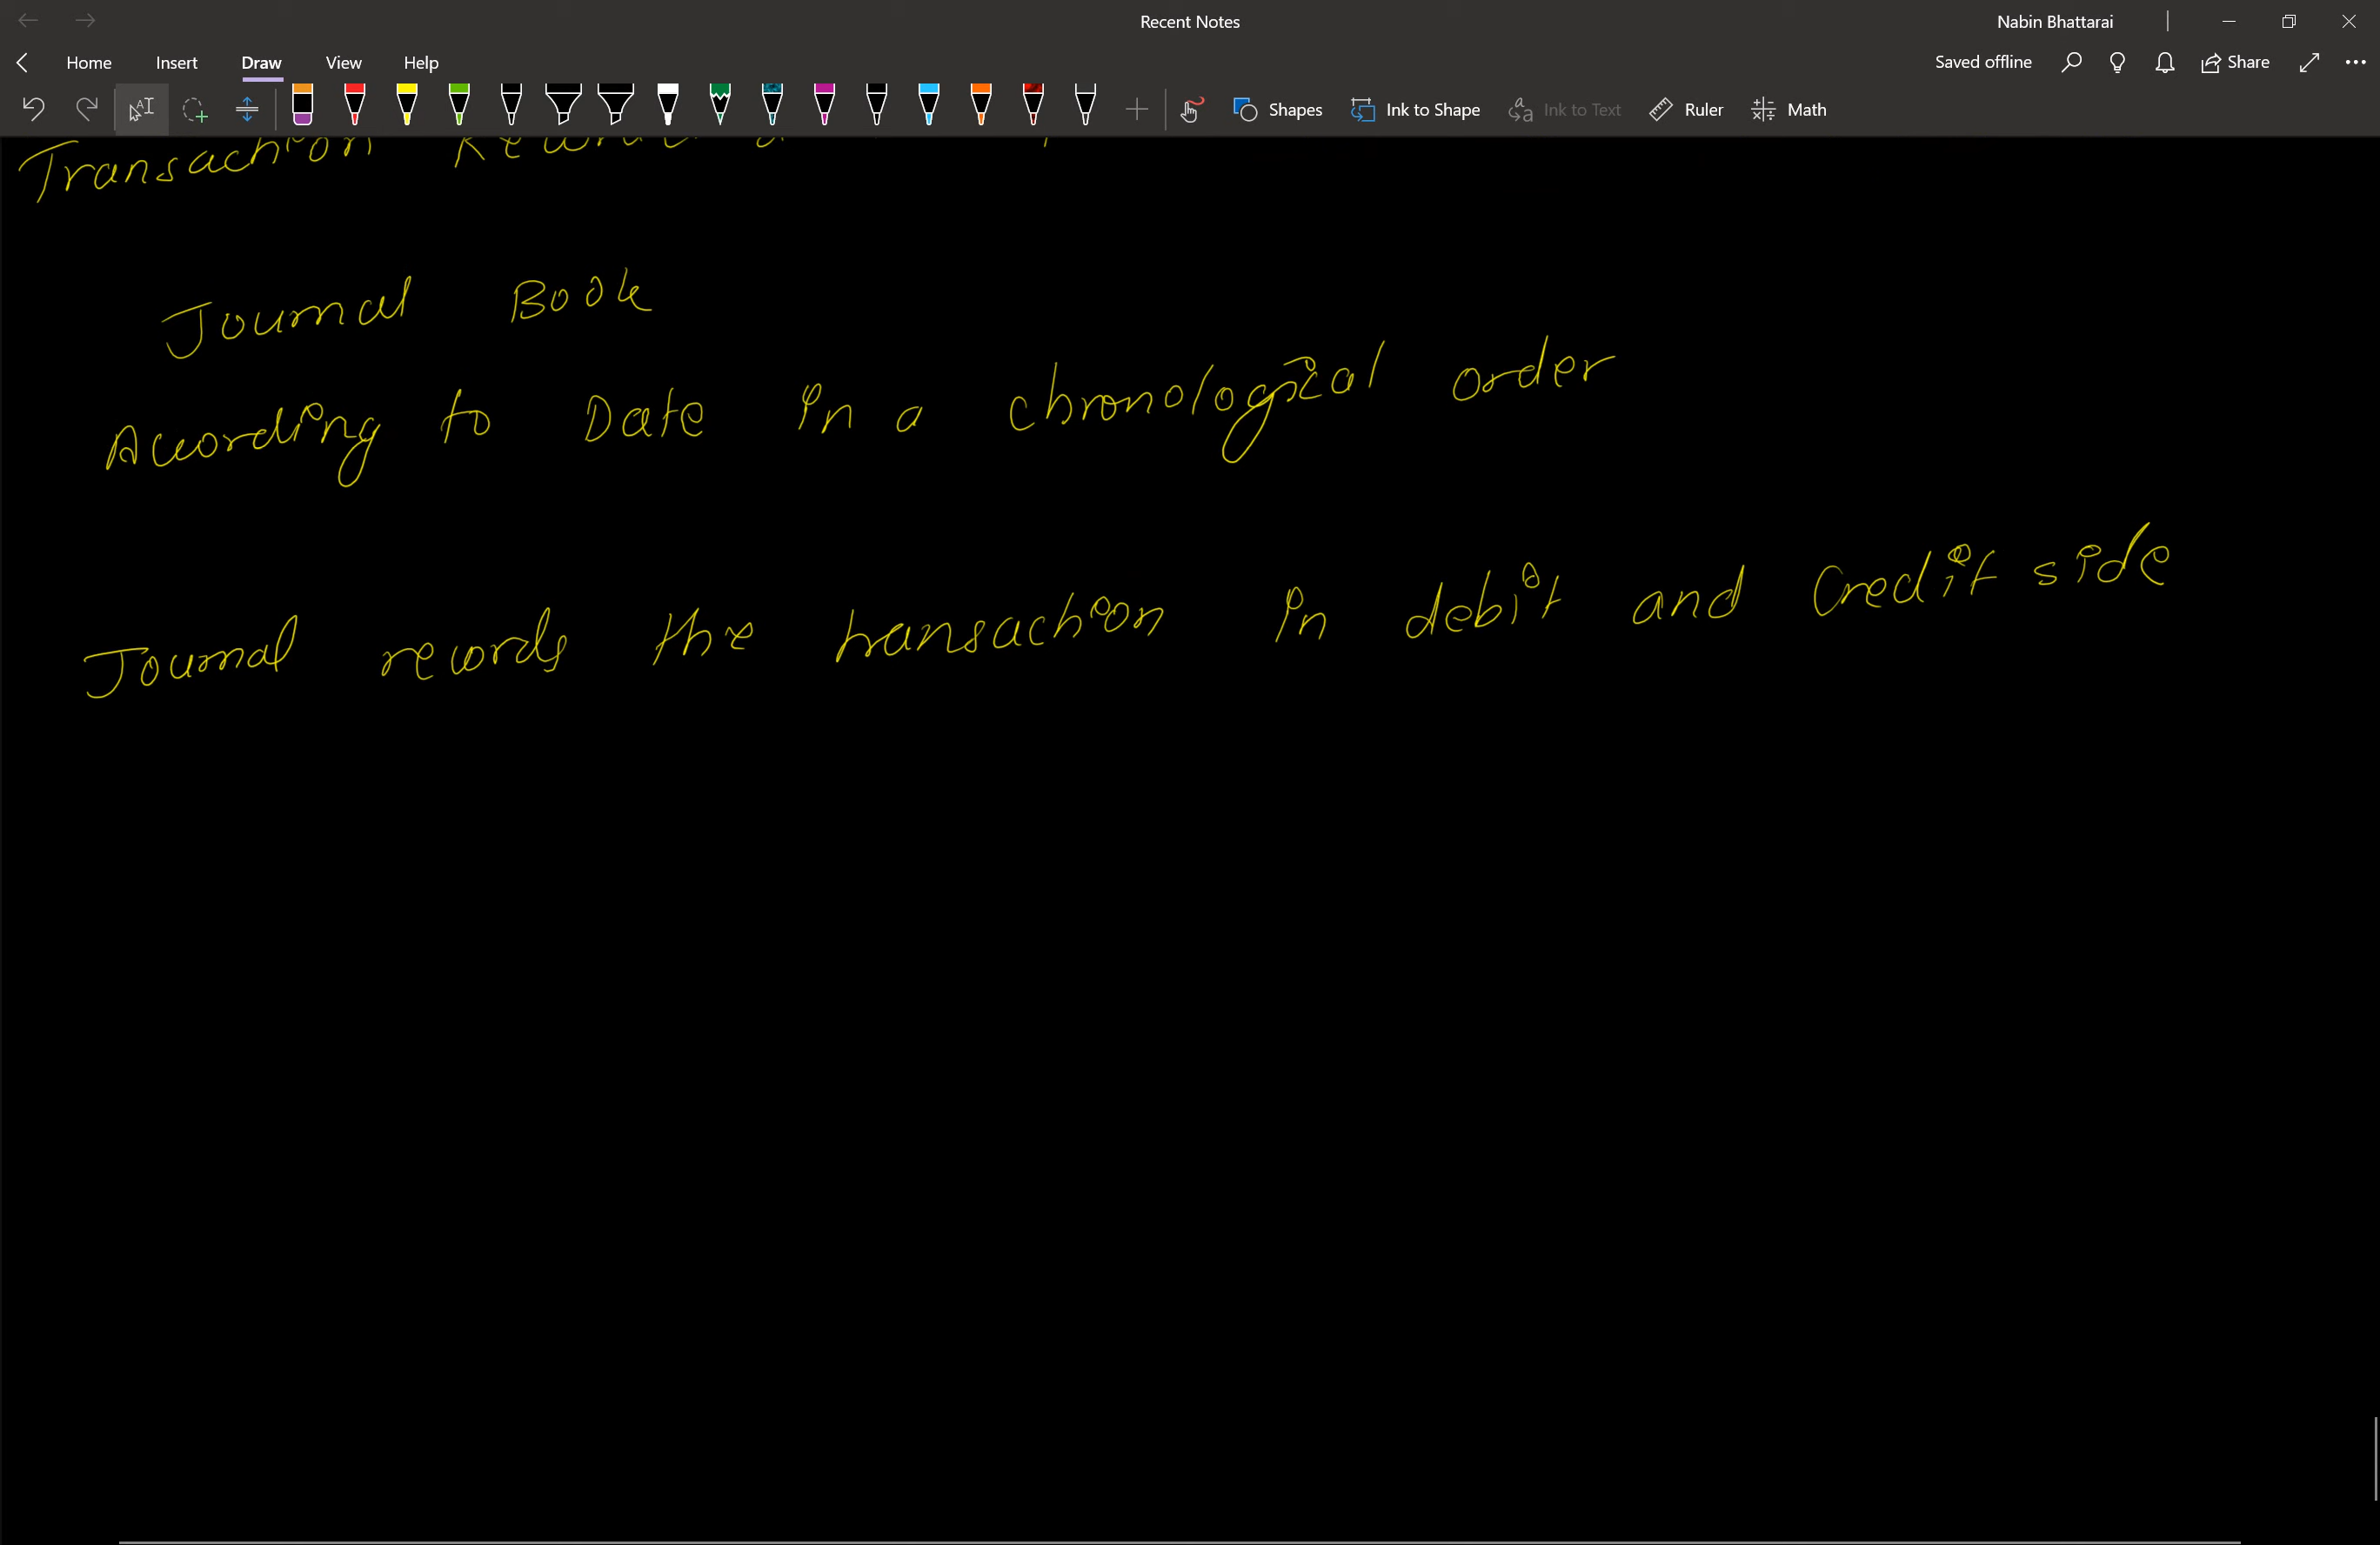 Recent Notes Nabin Bhattarai
Home Insert Draw View Help Saved offline Share
Shapes Ink to Shape Ink to Text Ruler Math
Transaction
Journal Book
According to Date in a chronological order
Journal records the transaction in debit and Credit side